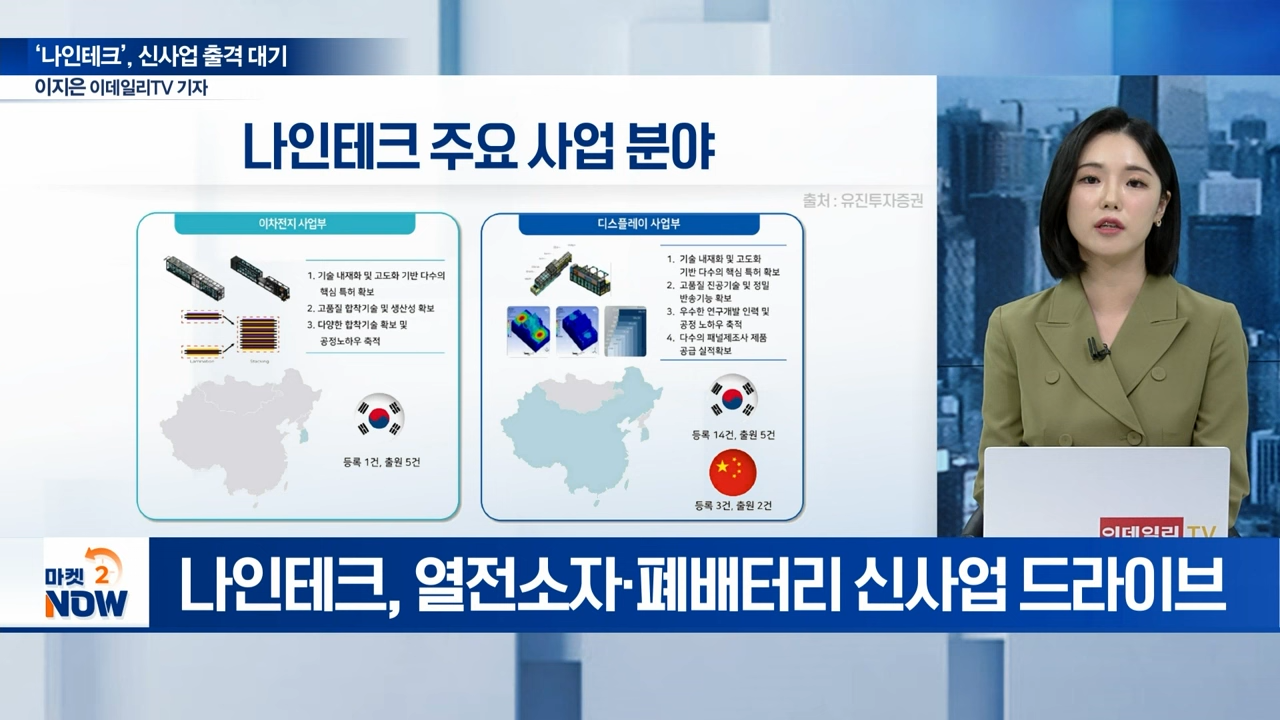 ‘나인테크’, 신사업 출격 대기
이지은 이데일리TV 기자
나인테크 주요 사업 분야
출처 : 유진투자증권
이차전지 사업부
1. 기술 내재화 및 고도화 기반 다수의
핵심 특허 확보
2. 고품질 합착기술 및 생산성 확보
3. 다양한 합착기술 확보 및
공정노하우 축적
Lamination
Stacking
등록 1건, 출원 5건
디스플레이 사업부
1. 기술 내재화 및 고도화
기반 다수의 핵심 특허 확보
2. 고품질 진공기술 및 정밀
반송기능 확보
3. 우수한 연구개발 인력 및
공정 노하우 축적
4. 다수의 패널제조사 제품
공급 실적확보
등록 14건, 출원 5건
등록 3건, 출원 2건
이데일리 TV
마켓 2
NOW
나인테크, 열전소자·폐배터리 신사업 드라이브